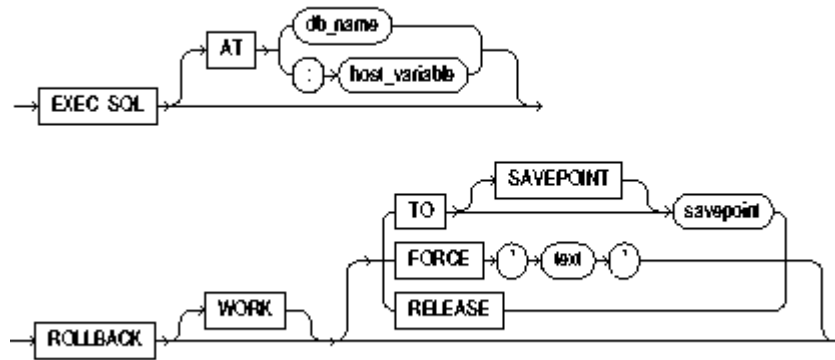 db_name
AT
: host_variable
EXEC SQL
SAVEPOINT
TO savepoint
FORCE ' text '
WORK RELEASE
ROLLBACK